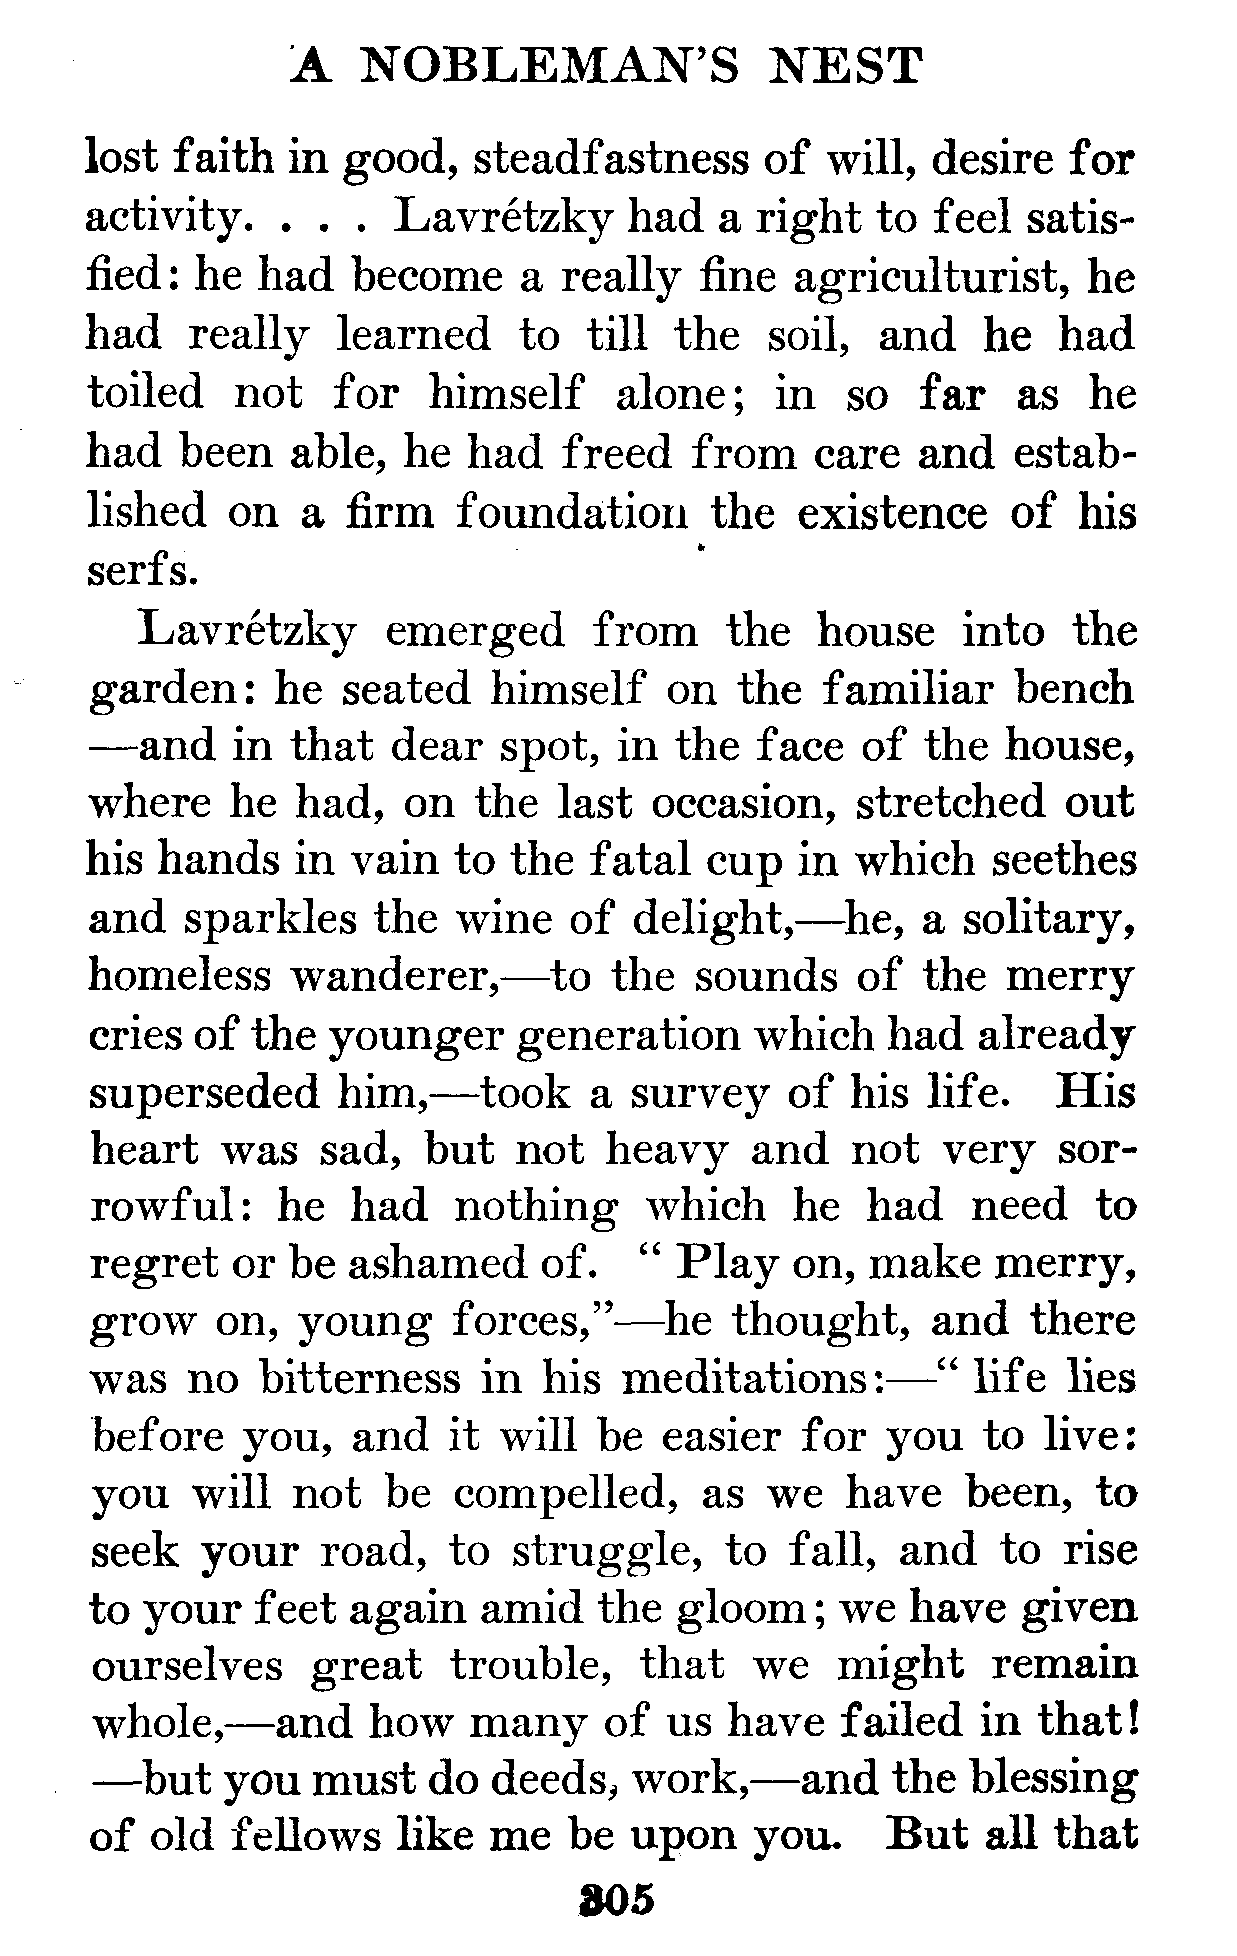 A NOBLEMAN'S NEST
lost faith in good, steadfastness of will, desire for
activity. . . . Lavrétzky had a right to feel satis-
fied: he had become a really fine agriculturist, he
had really learned to till the soil, and he had
toiled not for himself alone; in so far as he
had been able, he had freed from care and estab-
lished on a firm foundation the existence of his
serfs.
Lavrétzky emerged from the house into the
garden: he seated himself on the familiar bench
—and in that dear spot, in the face of the house,
where he had, on the last occasion, stretched out
his hands in vain to the fatal cup in which seethes
and sparkles the wine of delight,—he, a solitary,
homeless wanderer,—to the sounds of the merry
cries of the younger generation which had already
superseded him,—took a survey of his life. His
heart was sad, but not heavy and not very sor-
rowful: he had nothing which he had need to
regret or be ashamed of. “ Play on, make merry,
grow on, young forces,”—he thought, and there
was no bitterness in his meditations:—“ life lies
before you, and it will be easier for you to live:
you will not be compelled, as we have been, to
seek your road, to struggle, to fall, and to rise
to your feet again amid the gloom; we have given
ourselves great trouble, that we might remain
whole,—and how many of us have failed in that!
—but you must do deeds, work,—and the blessing
of old fellows like me be upon you. But all that
305